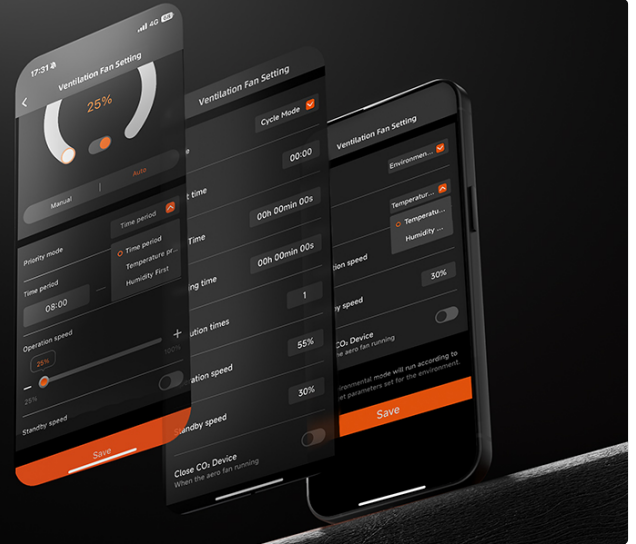 17:31
4G 68
Ventilation Fan Setting
25%
Manual
Auto
Priority mode
Time period
Time period
Temperature pr...
Humidity First
Time period
08:00
Operation speed
25%
25%
100%
Standby speed
Save
Ventilation Fan Setting
Cycle Mode
00:00
time
00h 00min 00s
Time
00h 00min 00s
ing time
1
ution times
55%
ration speed
30%
Standby speed
Close CO₂ Device
When the aero fan running
Ventilation Fan Setting
Environmen...
Temperatur...
Temperatu...
Humidity ...
ation speed
30%
by speed
CO₂ Device
he aero fan running
ironmental mode will run according to
et parameters set for the environment.
Save